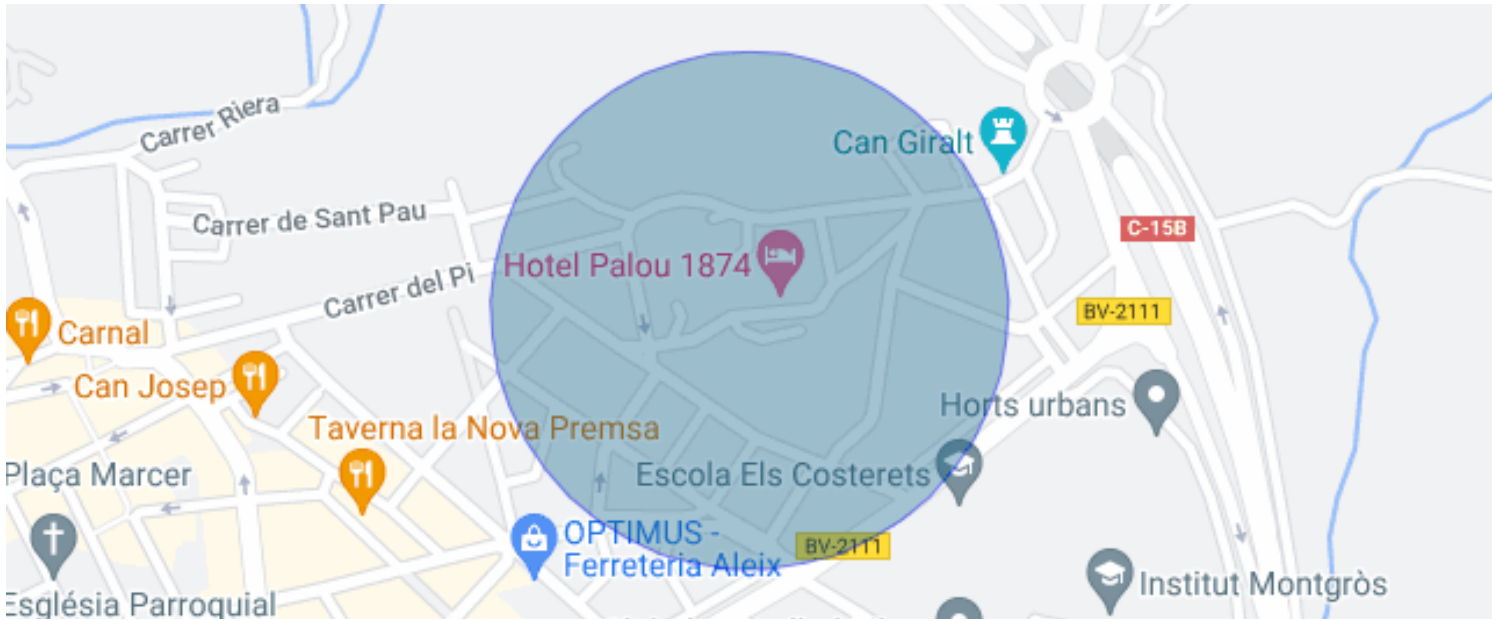 Carrer Riera
Can Giralt
Carrer de Sant Pau
C-15B
Hotel Palou 1874
Carrer del Pi
BV-2111
Carnal
Can Josep
Horts urbans
Taverna la Nova Premsa
Plaça Marcer
Escola Els Costerets
OPTIMUS -
Ferreteria Aleix
BV-2111
Institut Montgròs
Església Parroquial